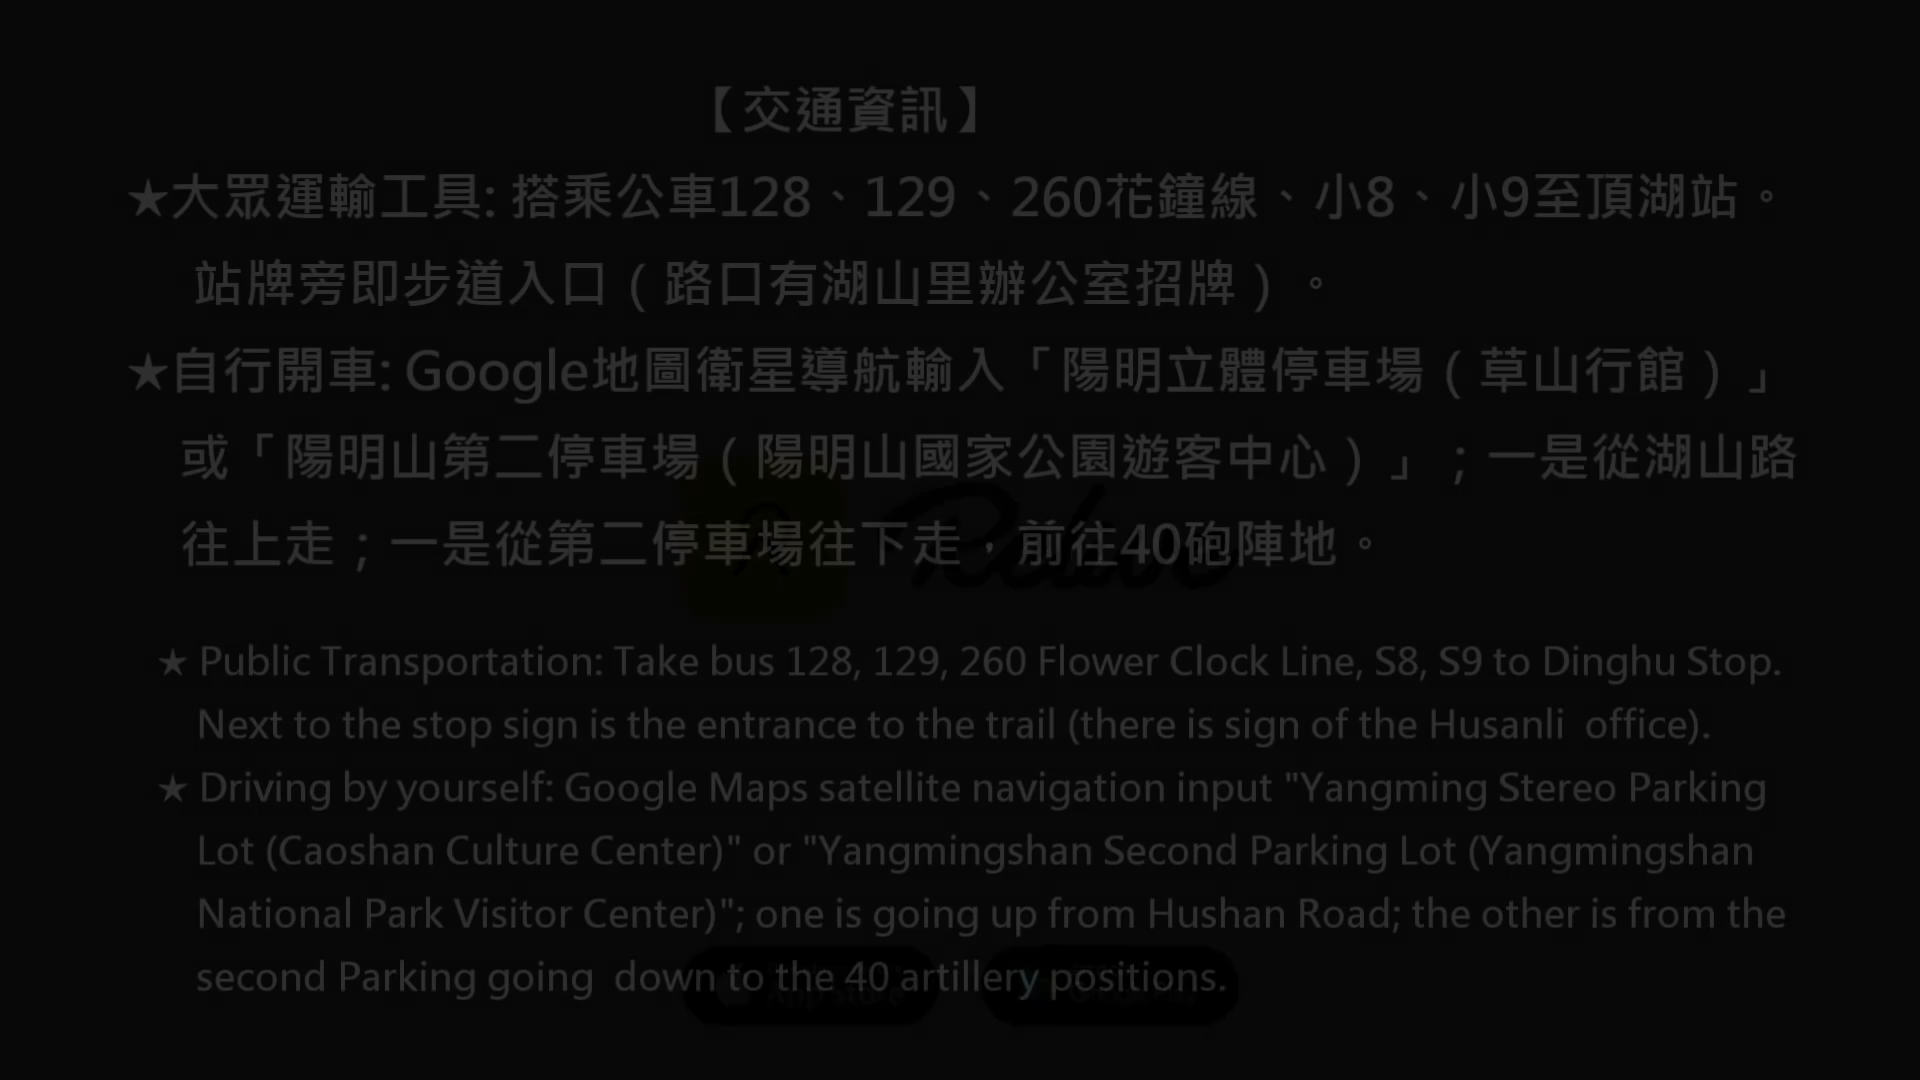 【交通資訊】
★大眾運輸工具: 搭乘公車128、129、260花鐘線、小8、小9至頂湖站。
站牌旁即步道入口（路口有湖山里辦公室招牌）。
★自行開車: Google地圖衛星導航輸入「陽明立體停車場（草山行館）」
或「陽明山第二停車場（陽明山國家公園遊客中心）」；一是從湖山路
往上走；一是從第二停車場往下走，前往40砲陣地。
Relive
★ Public Transportation: Take bus 128, 129, 260 Flower Clock Line, S8, S9 to Dinghu Stop.
Next to the stop sign is the entrance to the trail (there is sign of the Husanli office).
★ Driving by yourself: Google Maps satellite navigation input "Yangming Stereo Parking
Lot (Caoshan Culture Center)" or "Yangmingshan Second Parking Lot (Yangmingshan
National Park Visitor Center)"; one is going up from Hushan Road; the other is from the
second Parking going down to the 40 artillery positions.
App Store